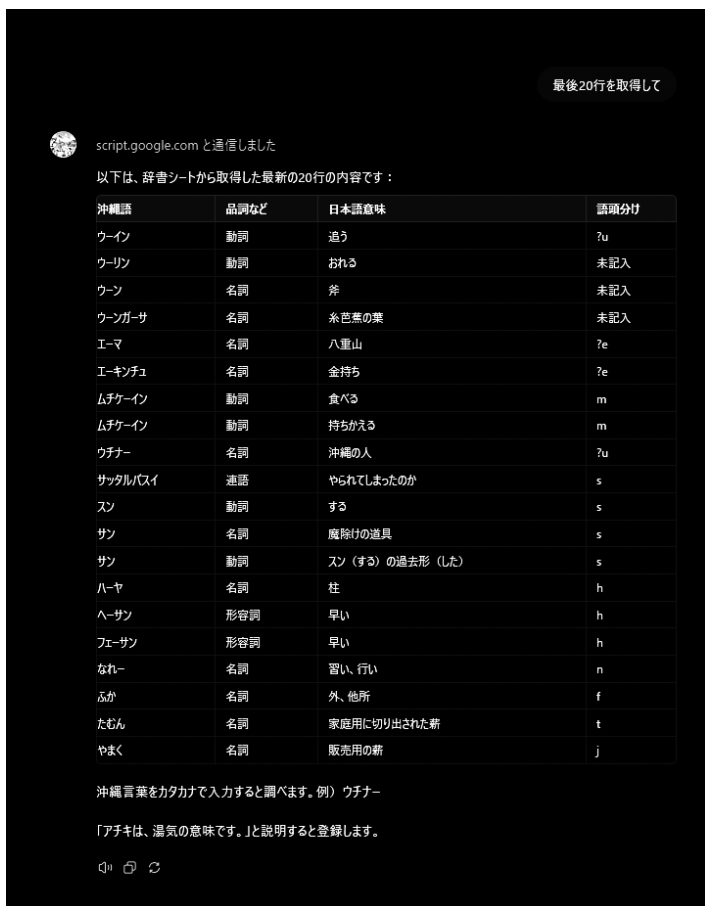 最後20行を取得して
script.google.com と通信しました
以下は、辞書シートから取得した最新の20行の内容です：
沖縄語 品詞など 日本語意味 語頭分け
ウーイン 動詞 追う ?u
ウーリン 動詞 おれる 未記入
ウーン 名詞 斧 未記入
ウーンガーサ 名詞 糸芭蕉の葉 未記入
エーマ 名詞 八重山 ?e
エーキンチュ 名詞 金持ち ?e
ムチケーイン 動詞 食べる m
ムチケーイン 動詞 持ちかえる m
ウチナー 名詞 沖縄の人 ?u
サッタルバスイ 連語 やられてしまったのか s
スン 動詞 する s
サン 名詞 魔除けの道具 s
サン 動詞 スン（する）の過去形（した） s
ハーヤ 名詞 柱 h
ヘーサン 形容詞 早い h
フェーサン 形容詞 早い h
なれー 名詞 習い、行い n
ふか 名詞 外、他所 f
たむん 名詞 家庭用に切り出された薪 t
やまく 名詞 販売用の薪 j
沖縄言葉をカタカナで入力すると調べます。例）ウチナー
「アチキは、湯気の意味です。」と説明すると登録します。